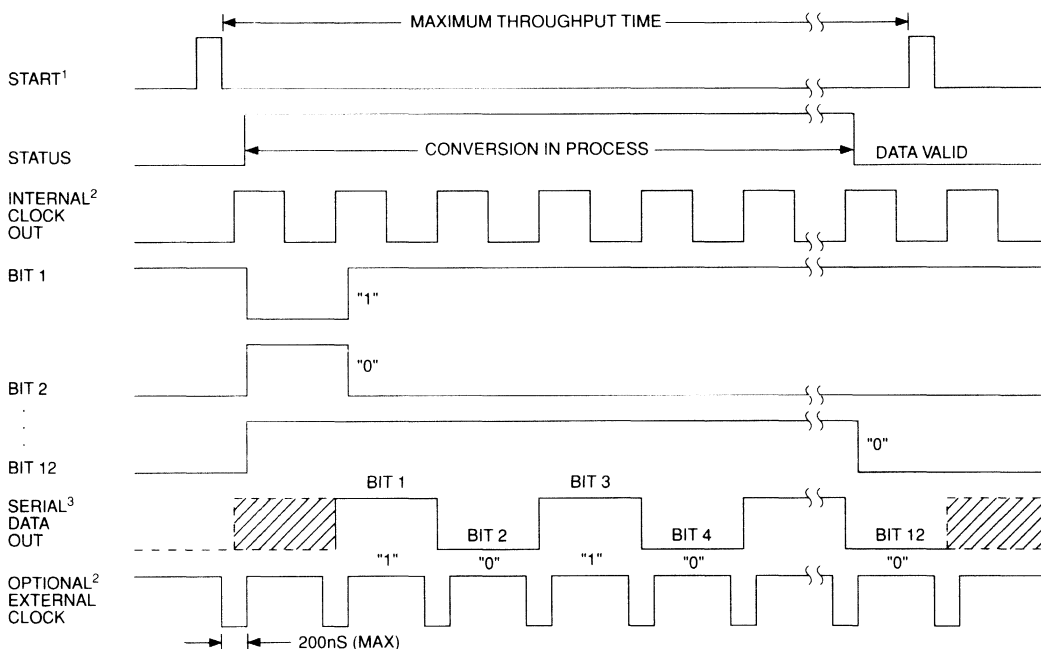 MAXIMUM THROUGHPUT TIME
START¹
STATUS
CONVERSION IN PROCESS
DATA VALID
INTERNAL²
CLOCK
OUT
BIT 1
"1"
"0"
BIT 2
.
.
.
BIT 12
"0"
BIT 1
BIT 3
SERIAL³
DATA
OUT
BIT 2
BIT 4
BIT 12
"1"
"0"
"1"
"0"
"0"
OPTIONAL²
EXTERNAL
CLOCK
200nS (MAX)